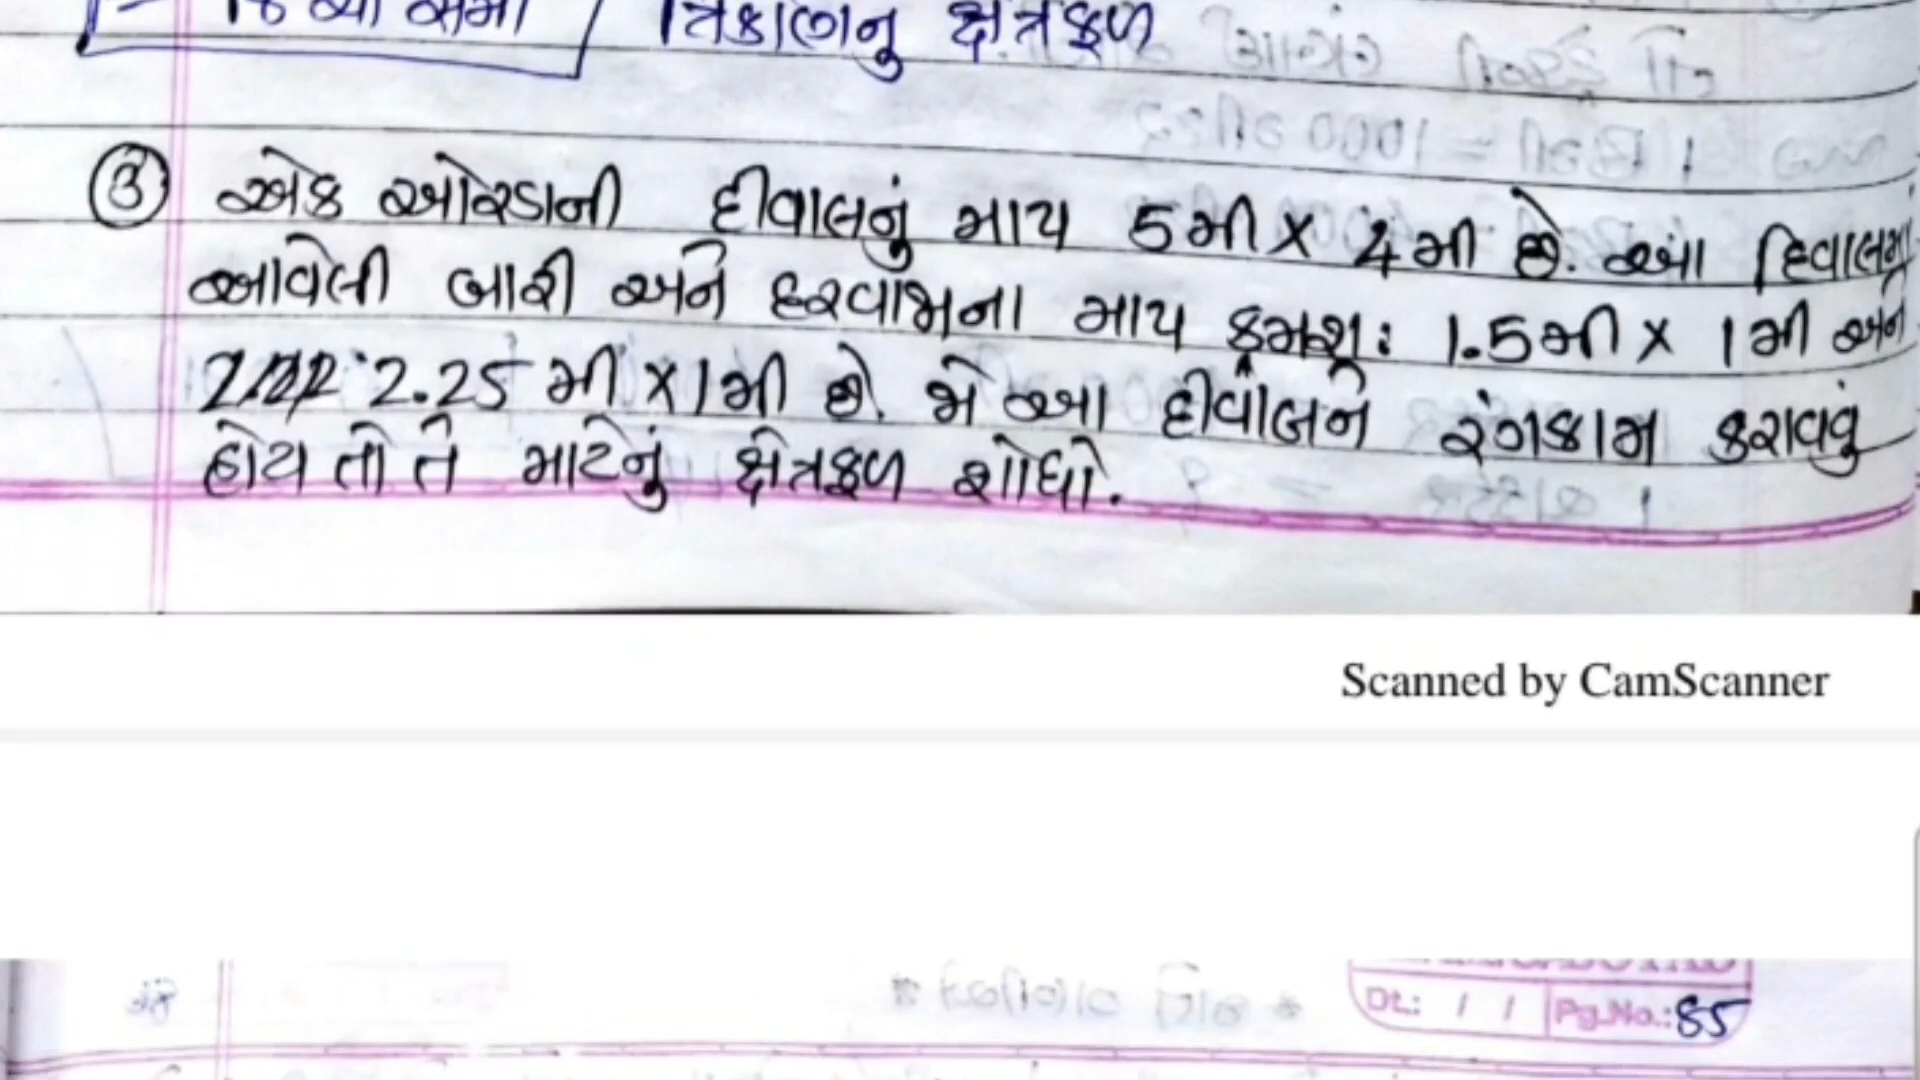 ત્રિકોણનુ ક્ષેત્રફળ
③ એક ઓરડાની દીવાલનું માપ 5મી X 4મી છે. આ દિવાલમાં
આવેલી બારી અને દરવાજાના માપ ક્રમશઃ 1.5મી X 1મી અને
2.25 મી X 1મી છે. જો આ દીવાલને રંગકામ કરાવવું
હોય તો તે માટેનું ક્ષેત્રફળ શોધો.
Scanned by CamScanner
Dt.: / / Pg.No.: 85